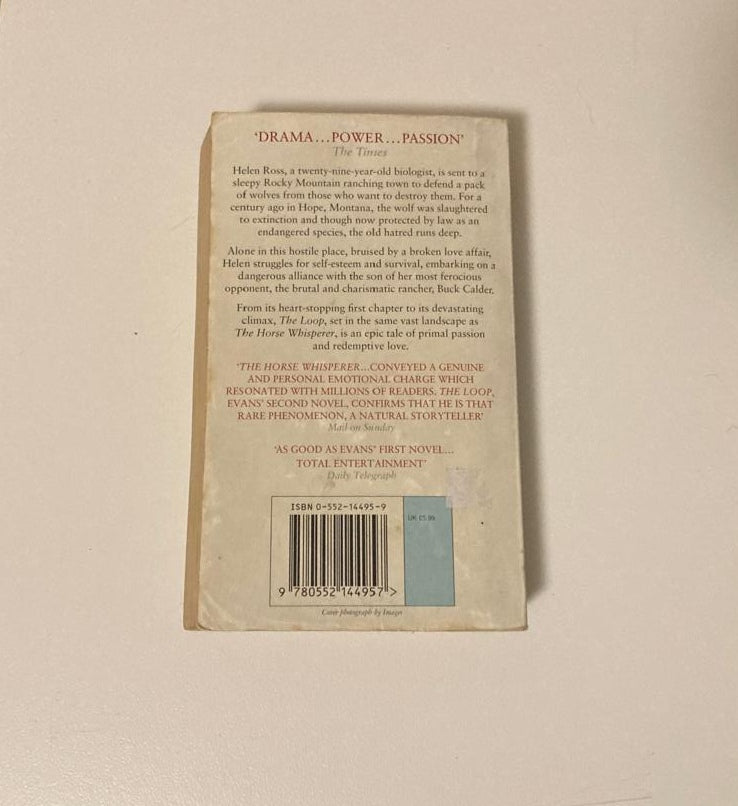 ‘DRAMA...POWER...PASSION’
The Times
Helen Ross, a twenty-nine-year-old biologist, is sent to a
sleepy Rocky Mountain ranching town to defend a pack
of wolves from those who want to destroy them. For a
century ago in Hope, Montana, the wolf was slaughtered
to extinction and though now protected by law as an
endangered species, the old hatred runs deep.
Alone in this hostile place, bruised by a broken love affair,
Helen struggles for self-esteem and survival, embarking on a
dangerous alliance with the son of her most ferocious
opponent, the brutal and charismatic rancher, Buck Calder.
From its heart-stopping first chapter to its devastating
climax, The Loop, set in the same vast landscape as
The Horse Whisperer, is an epic tale of primal passion
and redemptive love.
‘THE HORSE WHISPERER...CONVEYED A GENUINE
AND PERSONAL EMOTIONAL CHARGE WHICH
RESONATED WITH MILLIONS OF READERS. THE LOOP,
EVANS’ SECOND NOVEL, CONFIRMS THAT HE IS THAT
RARE PHENOMENON, A NATURAL STORYTELLER’
Mail on Sunday
‘AS GOOD AS EVANS’ FIRST NOVEL...
TOTAL ENTERTAINMENT’
Daily Telegraph
ISBN 0-552-14495-9
UK £5.99
9 780552 144957 >
Cover photograph by Images